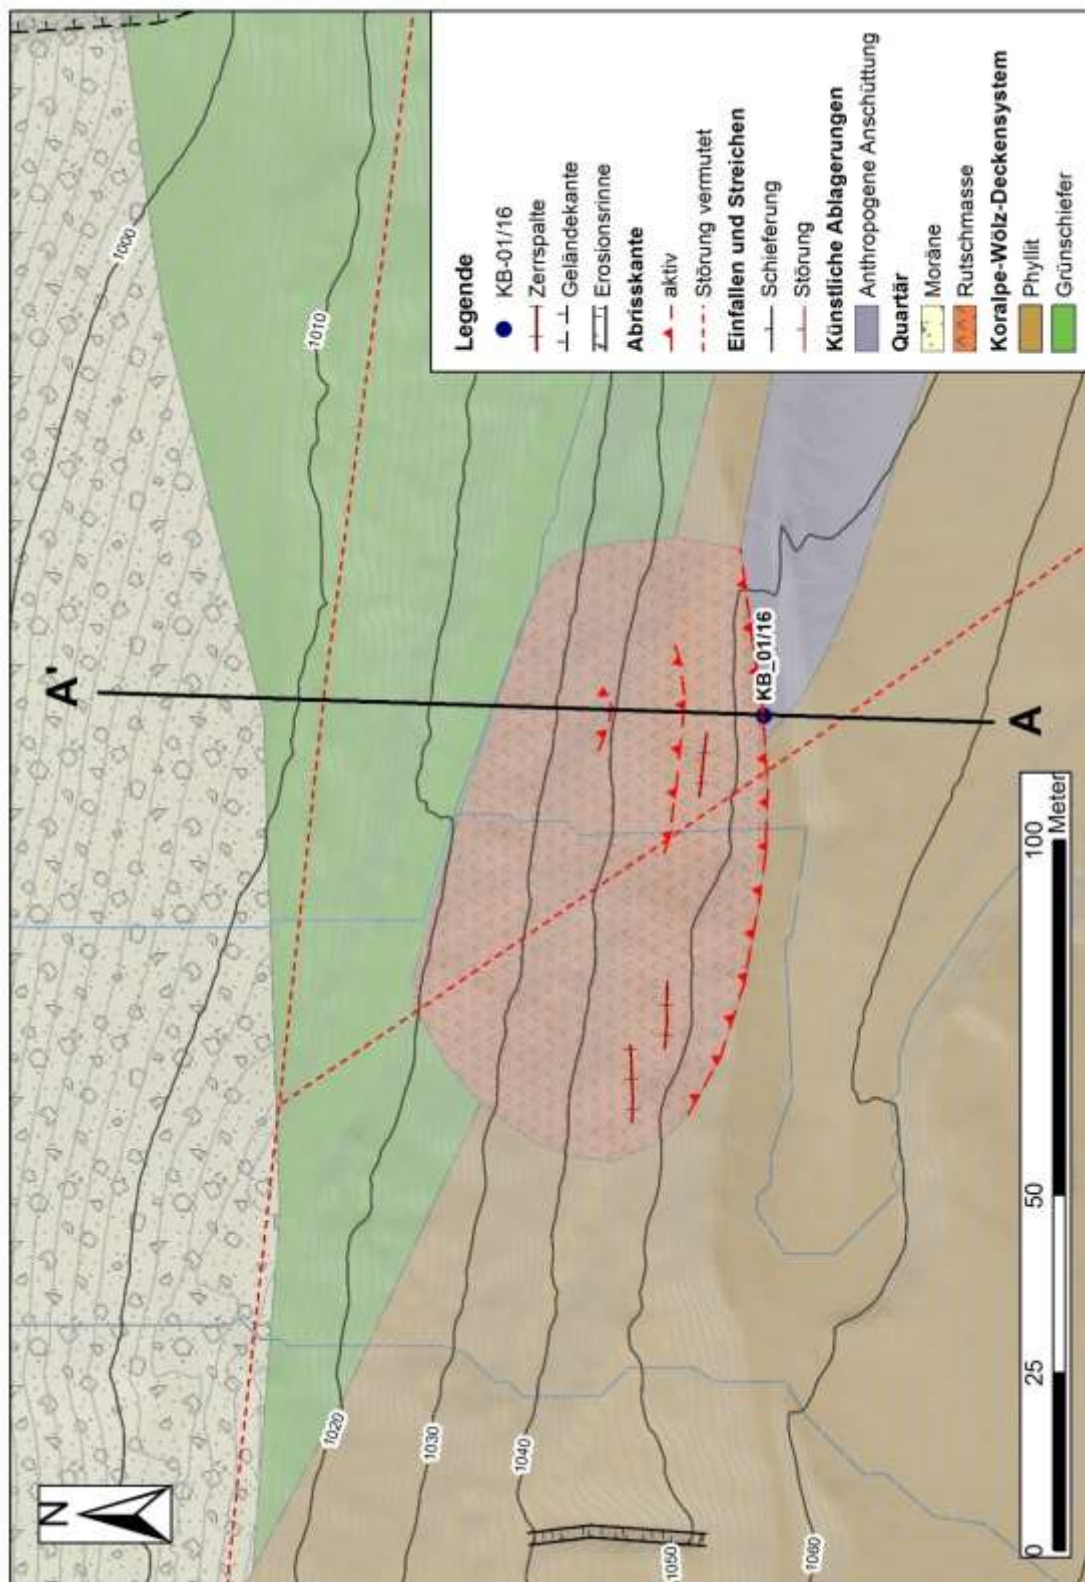 N
A'
A
KB_01/16
1000
1010
1020
1030
1040
1050
1060
0
25
50
100
Meter
Legende
KB-01/16
Zerrspalte
Geländekante
Erosionsrinne
Abrisskante
aktiv
Störung vermutet
Einfallen und Streichen
Schieferung
Störung
Künstliche Ablagerungen
Anthropogene Anschüttung
Quartär
Moräne
Rutschmasse
Koralpe-Wölz-Deckensystem
Phyllit
Grünschiefer